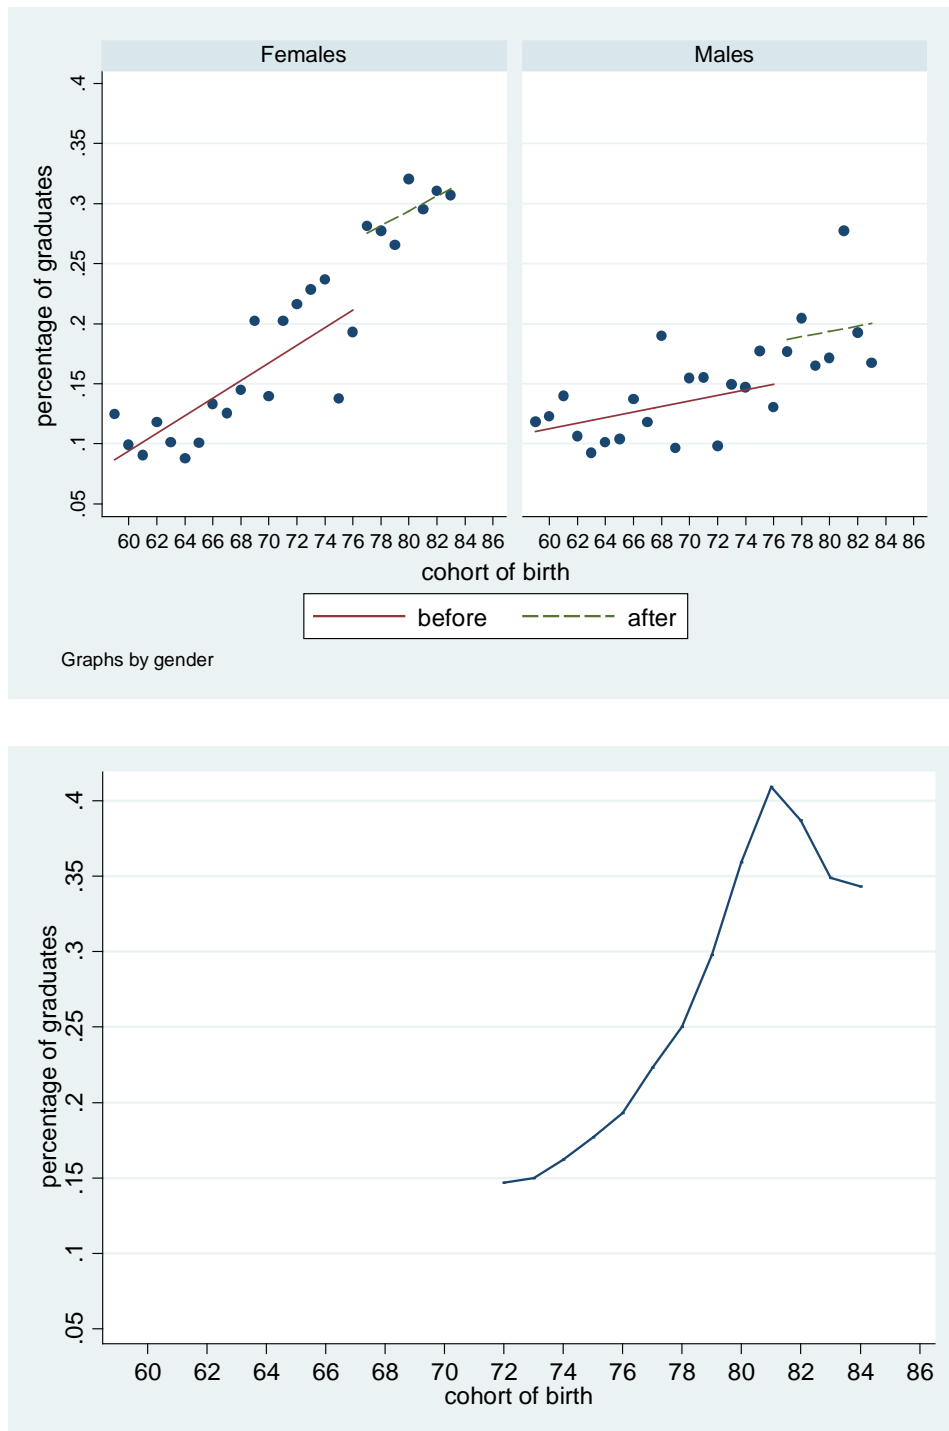 Females
Males
percentage of graduates
.4
.35
.3
.25
.2
.15
.1
.05
60 62 64 66 68 70 72 74 76 78 80 82 84 86
60 62 64 66 68 70 72 74 76 78 80 82 84 86
cohort of birth
before
after
Graphs by gender
percentage of graduates
.4
.35
.3
.25
.2
.15
.1
.05
60 62 64 66 68 70 72 74 76 78 80 82 84 86
cohort of birth